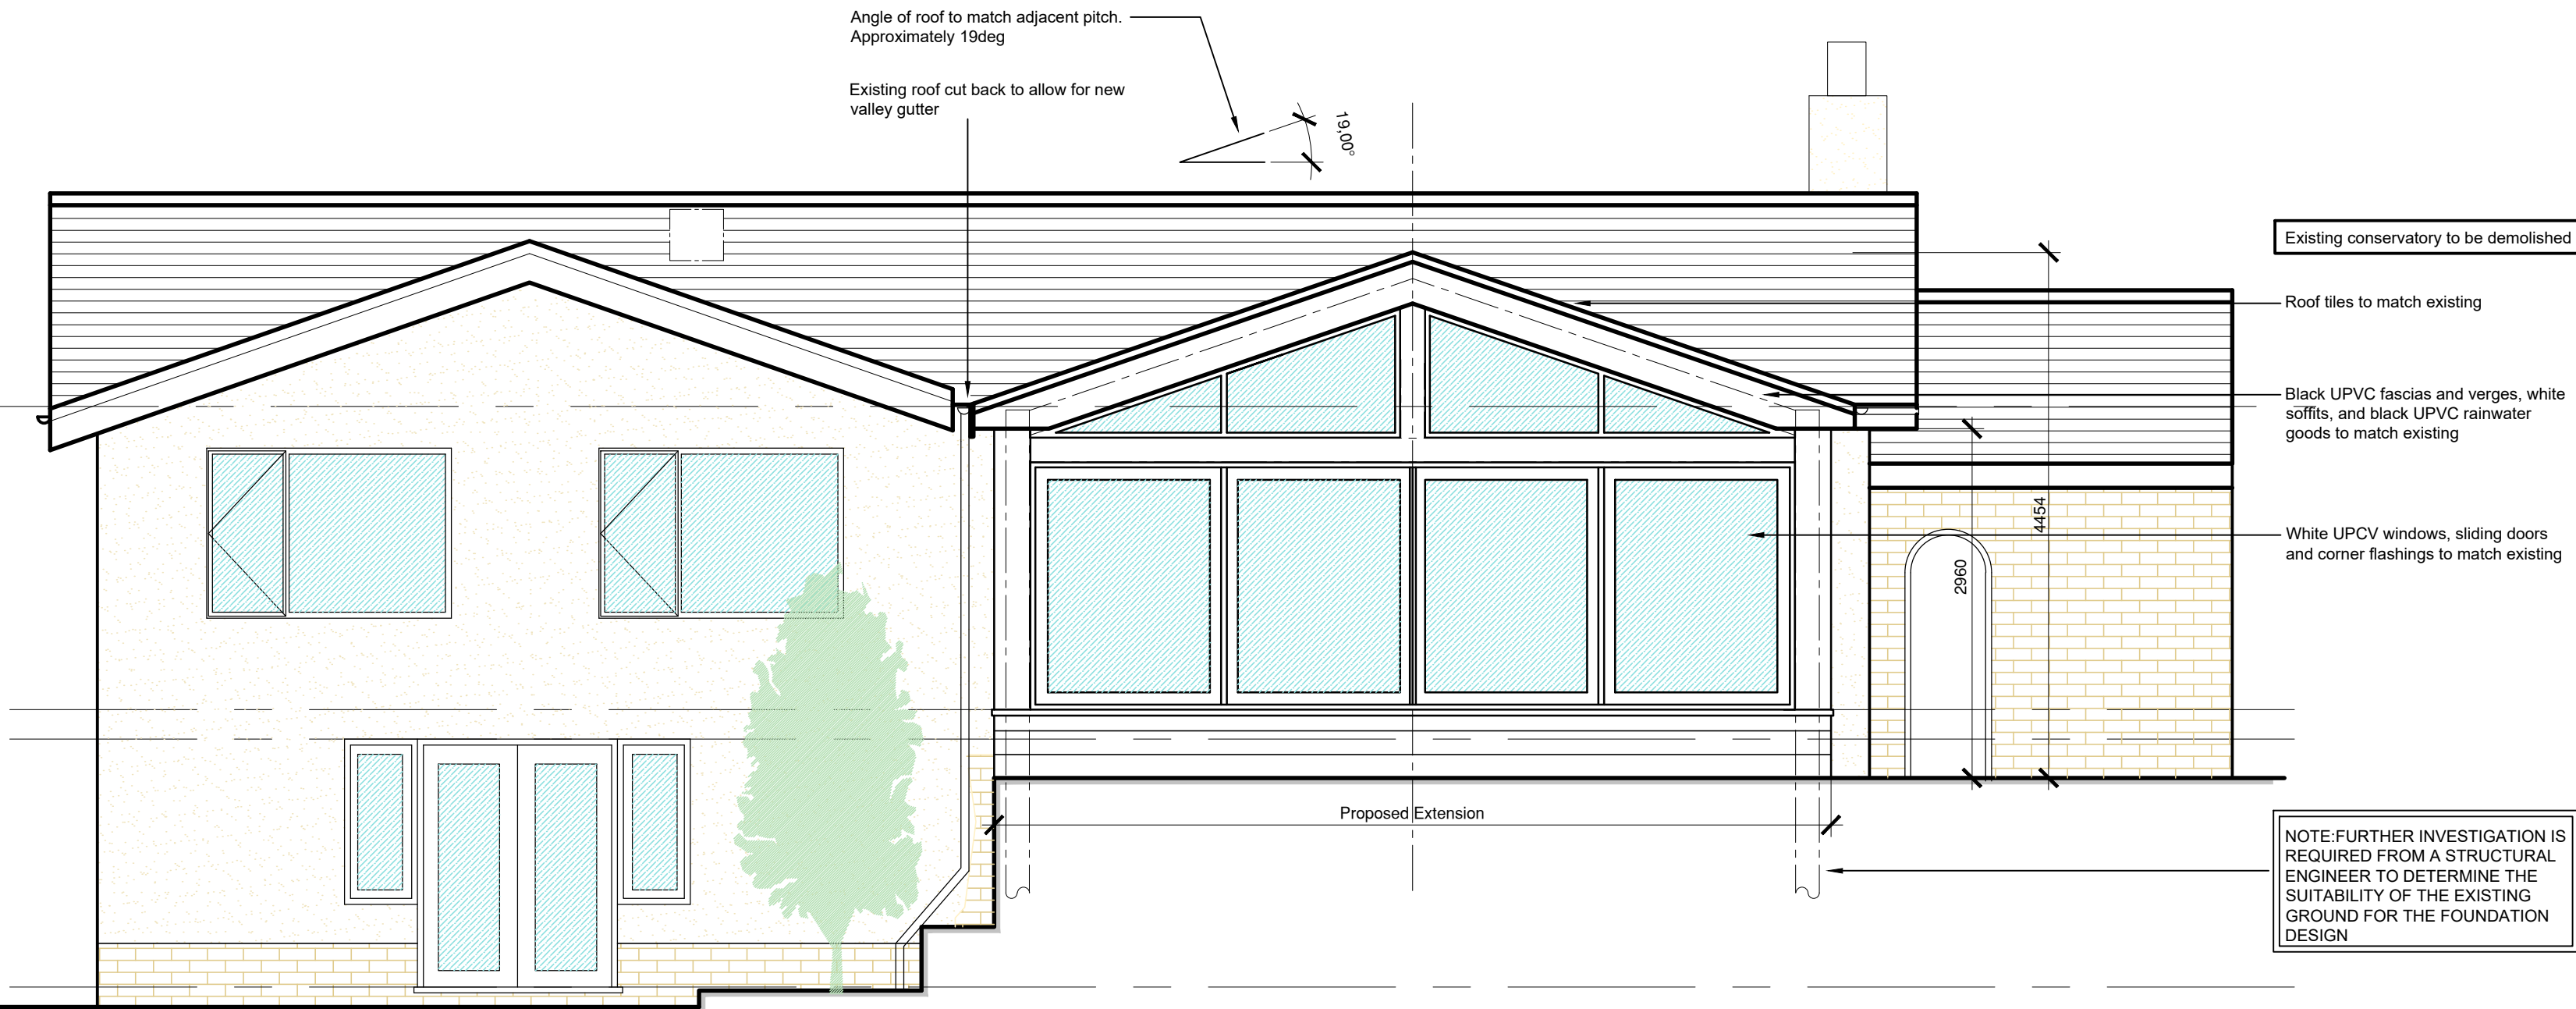 Angle of roof to match adjacent pitch.
Approximately 19deg
Existing roof cut back to allow for new
valley gutter
19,00°
Existing conservatory to be demolished
Roof tiles to match existing
Black UPVC fascias and verges, white
soffits, and black UPVC rainwater
goods to match existing
White UPCV windows, sliding doors
and corner flashings to match existing
4454
2960
Proposed Extension
NOTE:FURTHER INVESTIGATION IS
REQUIRED FROM A STRUCTURAL
ENGINEER TO DETERMINE THE
SUITABILITY OF THE EXISTING
GROUND FOR THE FOUNDATION
DESIGN